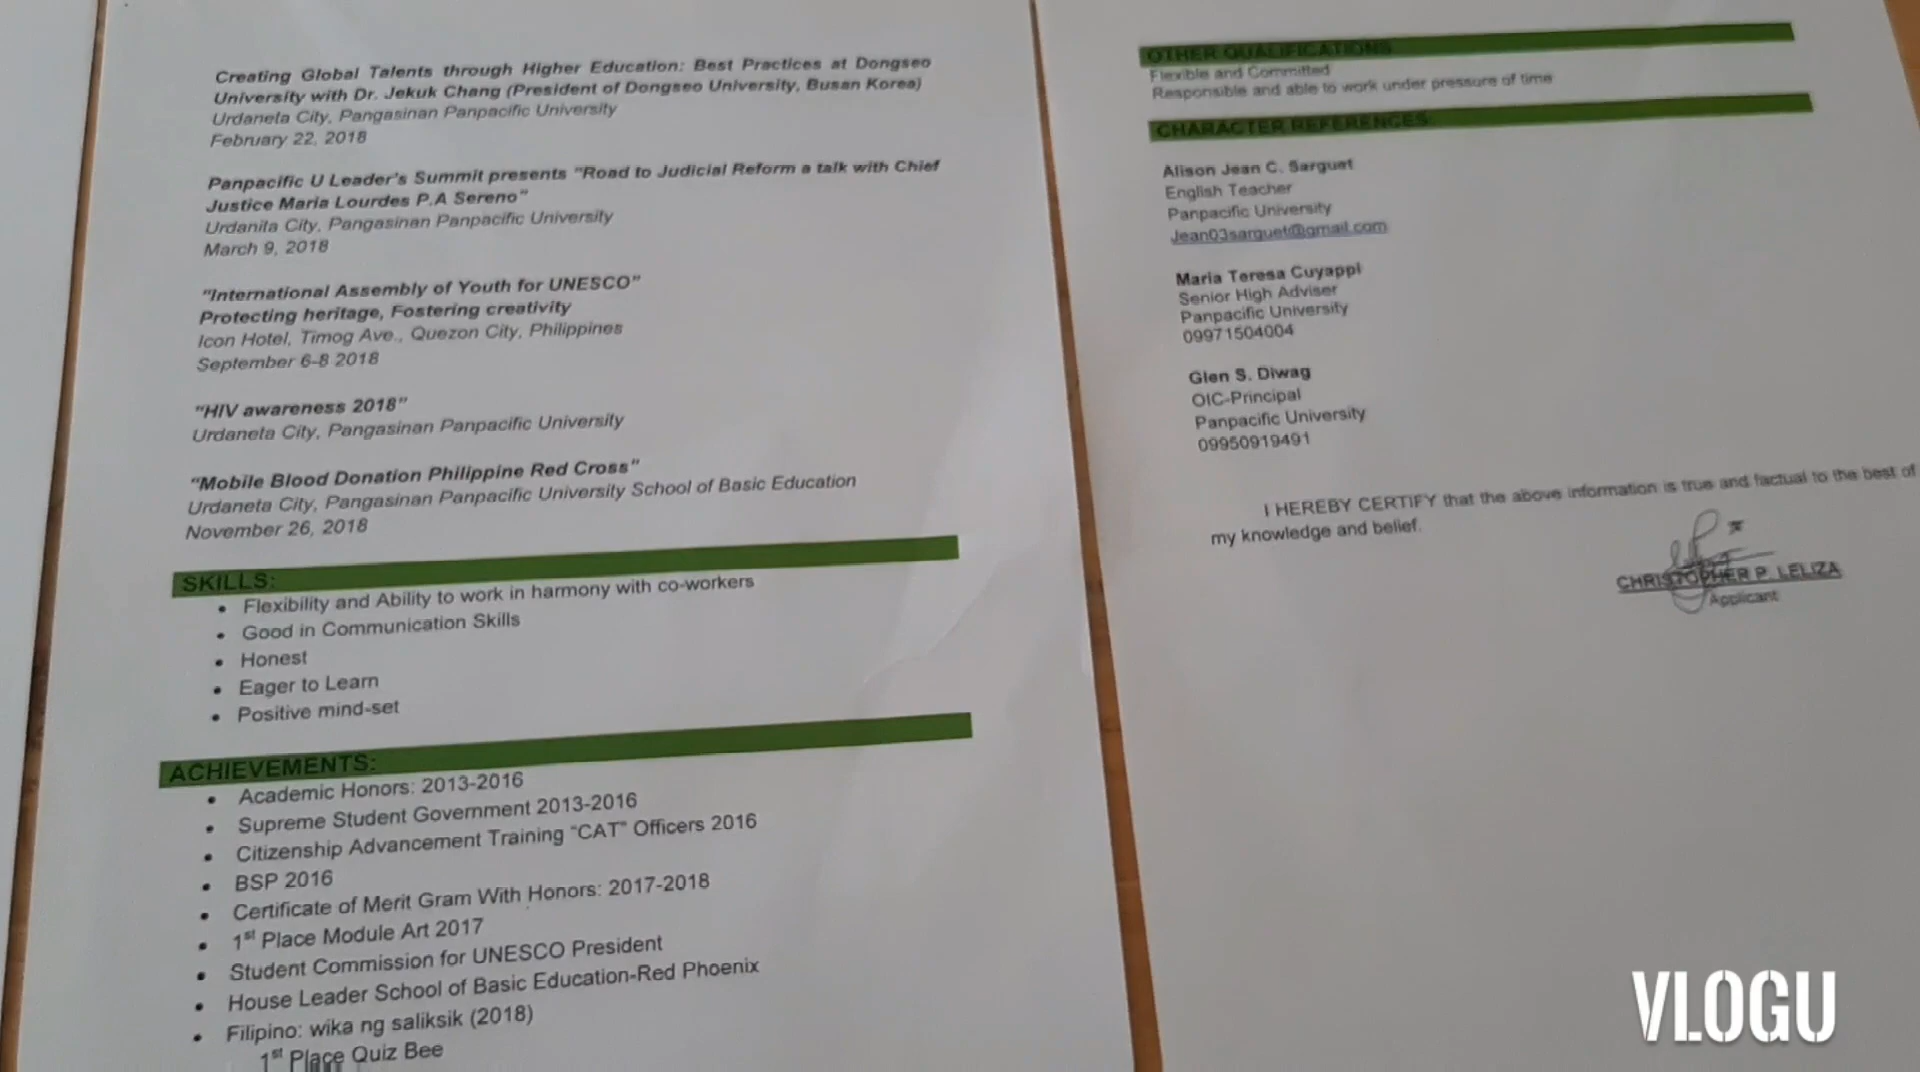 Creating Global Talents through Higher Education: Best Practices at Dongseo
University with Dr. Jekuk Chang (President of Dongseo University, Busan Korea)
Urdaneta City, Pangasinan Panpacific University
February 22, 2018
Panpacific U Leader's Summit presents "Road to Judicial Reform a talk with Chief
Justice Maria Lourdes P.A Sereno"
Urdanita City, Pangasinan Panpacific University
March 9, 2018
"International Assembly of Youth for UNESCO"
Protecting heritage, Fostering creativity
Icon Hotel, Timog Ave., Quezon City, Philippines
September 6-8 2018
"HIV awareness 2018"
Urdaneta City, Pangasinan Panpacific University
"Mobile Blood Donation Philippine Red Cross"
Urdaneta City, Pangasinan Panpacific University School of Basic Education
November 26, 2018
SKILLS:
• Flexibility and Ability to work in harmony with co-workers
• Good in Communication Skills
• Honest
• Eager to Learn
• Positive mind-set
ACHIEVEMENTS:
• Academic Honors: 2013-2016
• Supreme Student Government 2013-2016
• Citizenship Advancement Training "CAT" Officers 2016
• BSP 2016
• Certificate of Merit Gram With Honors: 2017-2018
• 1st Place Module Art 2017
• Student Commission for UNESCO President
• House Leader School of Basic Education-Red Phoenix
• Filipino: wika ng saliksik (2018)
1st Place Quiz Bee
OTHER QUALIFICATIONS
Flexible and Committed
Responsible and able to work under pressure of time
CHARACTER REFERENCES
Alison Jean C. Sarguet
English Teacher
Panpacific University
Jean03sarguet@gmail.com
Maria Teresa Cuyappi
Senior High Adviser
Panpacific University
09971504004
Glen S. Diwag
OIC-Principal
Panpacific University
09950919491
I HEREBY CERTIFY that the above information is true and factual to the best of
my knowledge and belief.
CHRISTOPHER P. LELIZA
Applicant
VLOGU